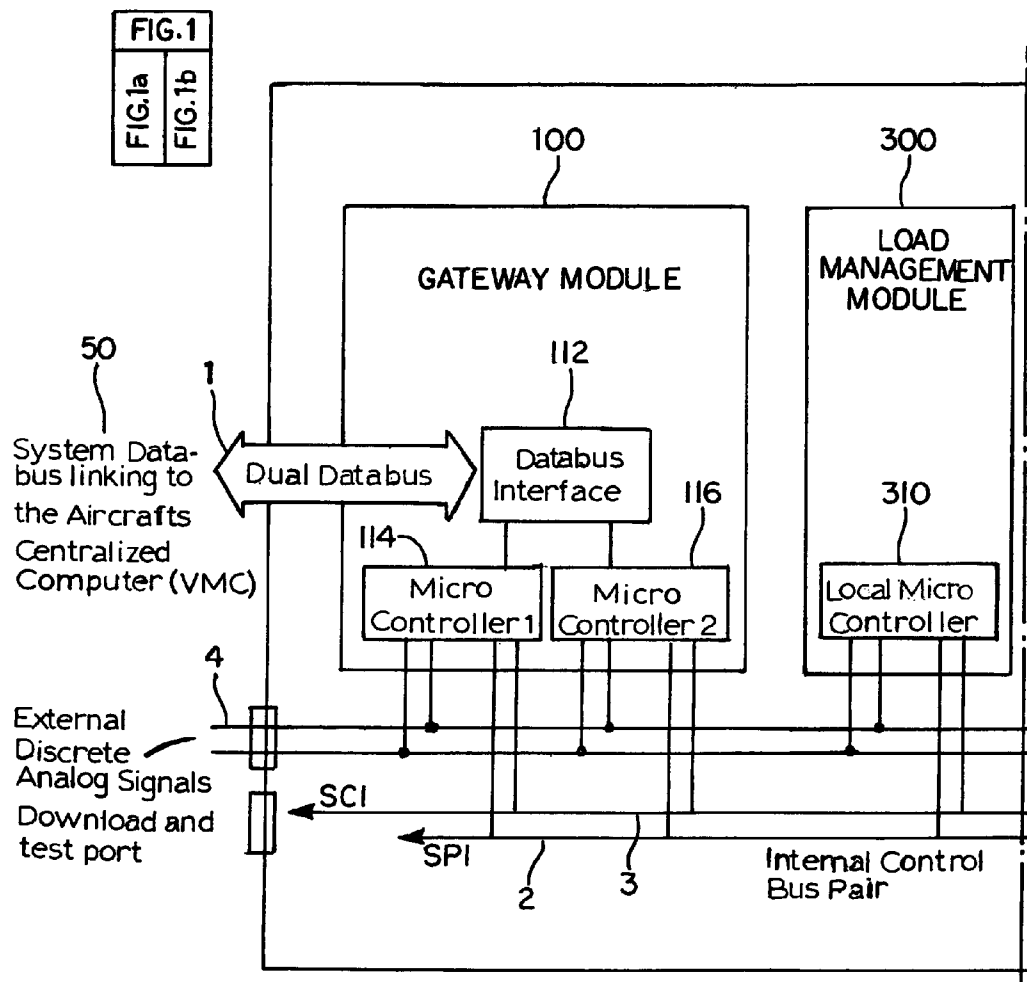 FIG.1
FIG.1a
FIG.1b
100
300
GATEWAY MODULE
LOAD
MANAGEMENT
MODULE
50
1
112
System Data-
bus linking to
the Aircrafts
Centralized
Computer (VMC)
Dual Databus
Databus
Interface
116
310
114
Micro
Controller 1
Micro
Controller 2
Local Micro
Controller
4
External
Discrete
Analog Signals
Download and
test port
SCI
SPI
2
3
Internal Control
Bus Pair